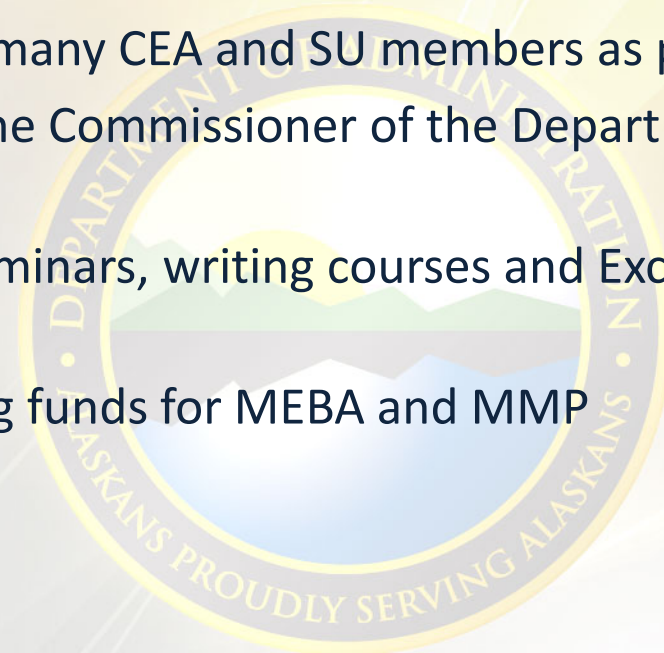 many CEA and SU members as p
he Commissioner of the Depart
minars, writing courses and Exc
g funds for MEBA and MMP
DEPARTMENT OF ADMINISTRATION
ALASKANS PROUDLY SERVING ALASKANS